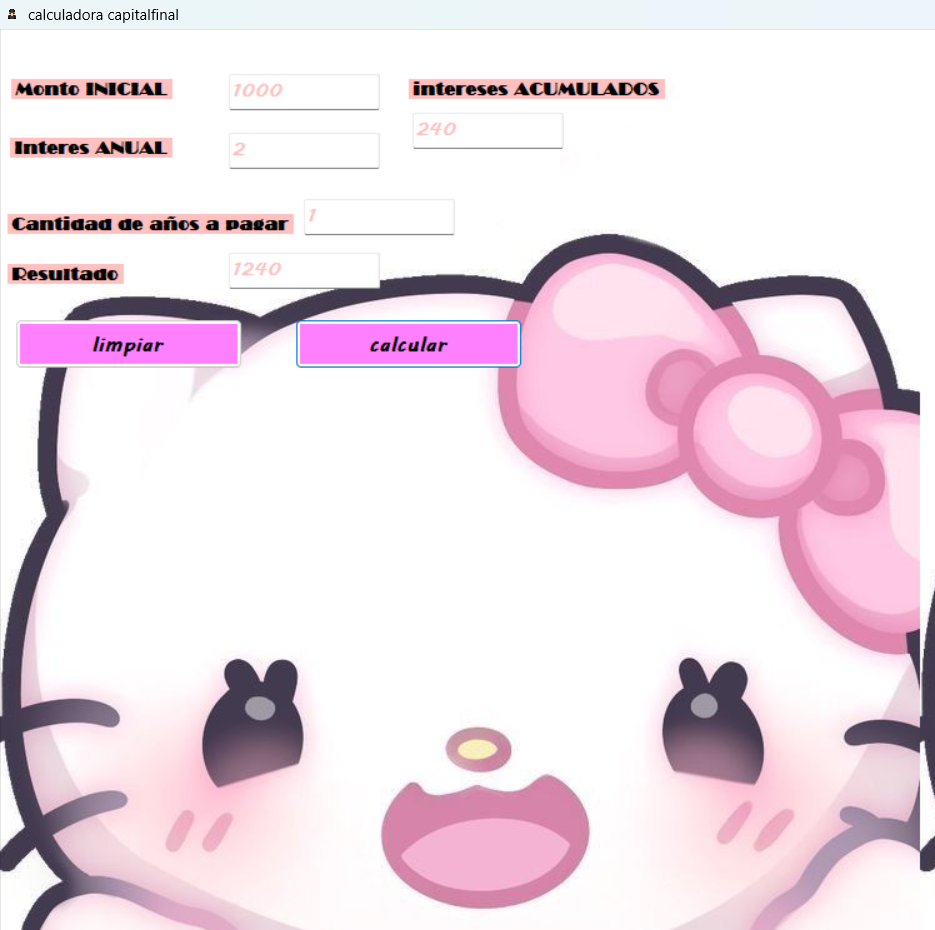 calculadora capitalfinal
Monto INICIAL
1000
intereses ACUMULADOS
240
Interes ANUAL
2
Cantidad de años a pagar
1
Resultado
1240
limpiar
calcular